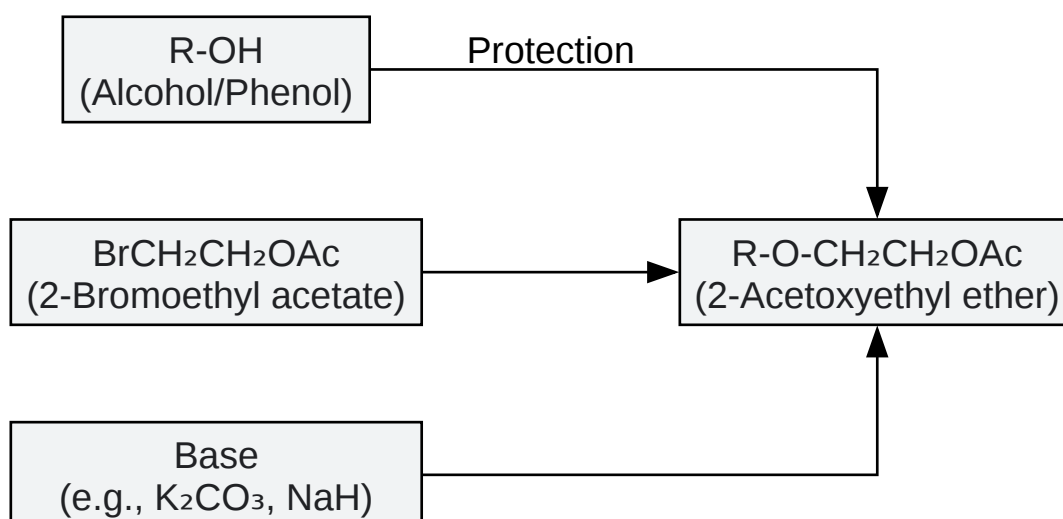 R-OH
(Alcohol/Phenol)
Protection
BrCH₂CH₂OAc
(2-Bromoethyl acetate)
R-O-CH₂CH₂OAc
(2-Acetoxyethyl ether)
Base
(e.g., K₂CO₃, NaH)